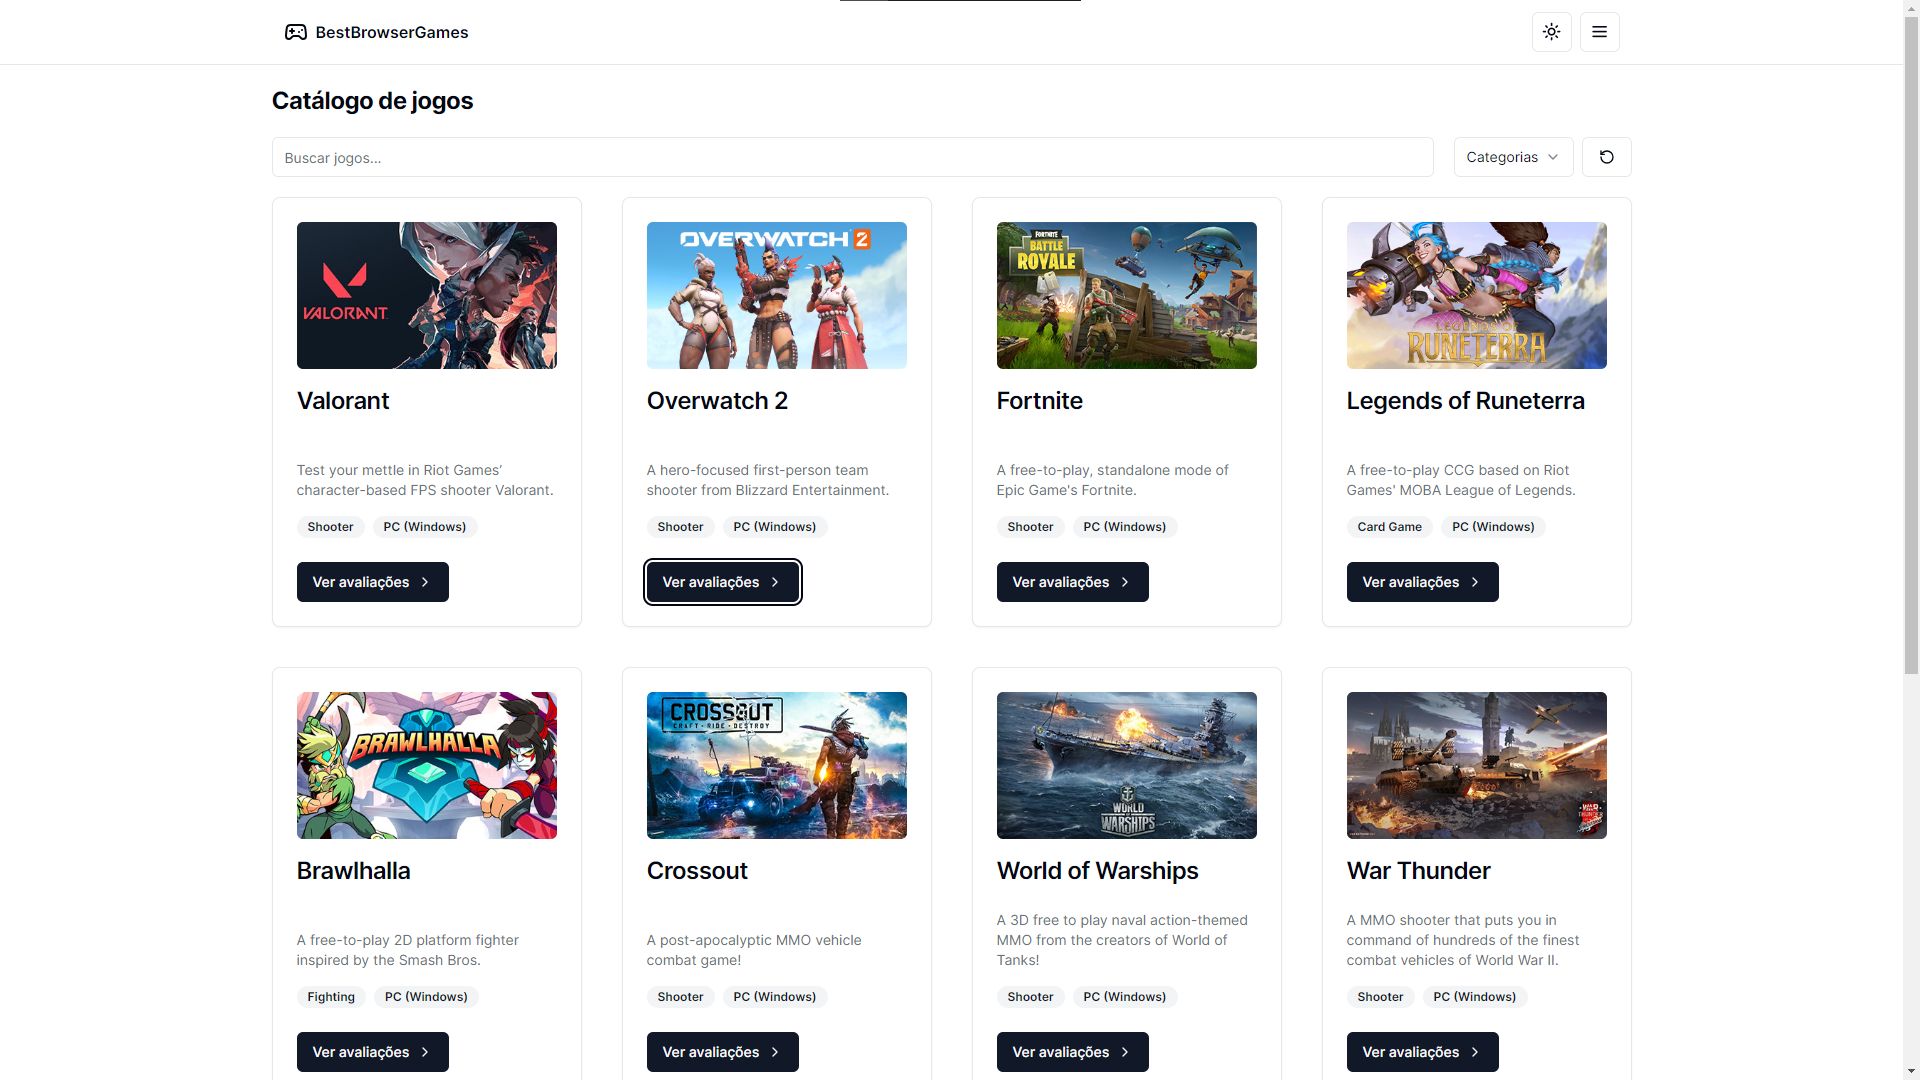 BestBrowserGames
Catálogo de jogos
Buscar jogos...
Categorias
VALORANT
OVERWATCH 2
FORTNITE
BATTLE
ROYALE
LEGENDS OF
RUNETERRA
Valorant
Overwatch 2
Fortnite
Legends of Runeterra
Test your mettle in Riot Games’
character-based FPS shooter Valorant.
A hero-focused first-person team
shooter from Blizzard Entertainment.
A free-to-play, standalone mode of
Epic Game's Fortnite.
A free-to-play CCG based on Riot
Games' MOBA League of Legends.
Shooter PC (Windows)
Shooter PC (Windows)
Shooter PC (Windows)
Card Game PC (Windows)
Ver avaliações
Ver avaliações
Ver avaliações
Ver avaliações
BRAWLHALLA
CROSSOUT
CRAFT · RIDE · DESTROY
WORLD
OF
WARSHIPS
WAR
THUNDER
Brawlhalla
Crossout
World of Warships
War Thunder
A free-to-play 2D platform fighter
inspired by the Smash Bros.
A post-apocalyptic MMO vehicle
combat game!
A 3D free to play naval action-themed
MMO from the creators of World of
Tanks!
A MMO shooter that puts you in
command of hundreds of the finest
combat vehicles of World War II.
Fighting PC (Windows)
Shooter PC (Windows)
Shooter PC (Windows)
Shooter PC (Windows)
Ver avaliações
Ver avaliações
Ver avaliações
Ver avaliações